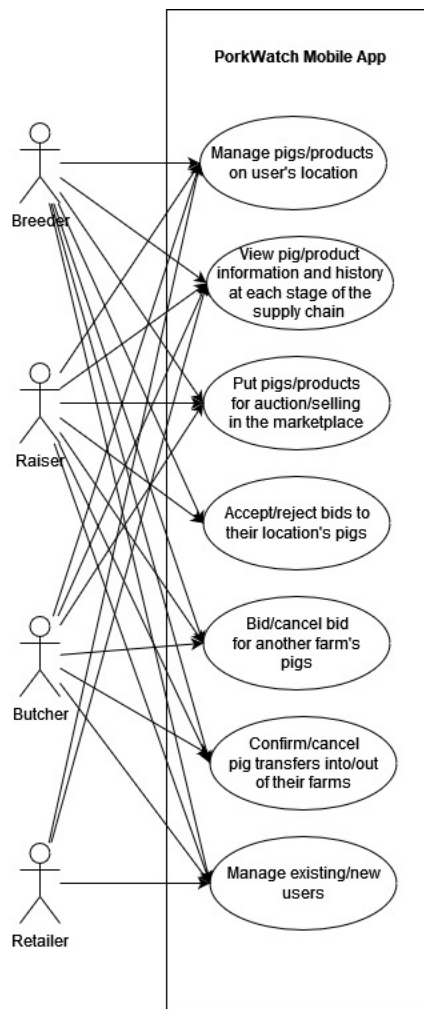 PorkWatch Mobile App
Breeder
Manage pigs/products
on user's location
View pig/product
information and history
at each stage of the
supply chain
Raiser
Put pigs/products
for auction/selling
in the marketplace
Accept/reject bids to
their location's pigs
Butcher
Bid/cancel bid
for another farm's
pigs
Confirm/cancel
pig transfers into/out
of their farms
Retailer
Manage existing/new
users